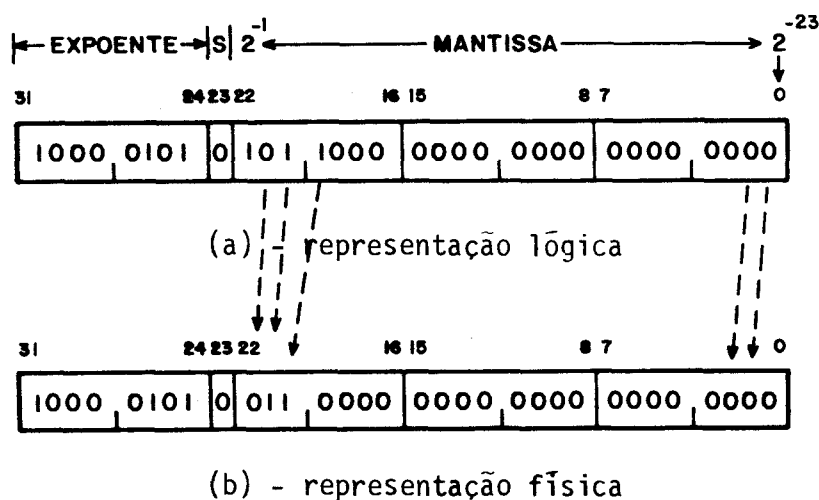 -1 -23
EXPOENTE S 2 MANTISSA 2
31 24 23 22 16 15 8 7 0
1000 0101 0 101 1000 0000 0000 0000 0000
(a) - representação lógica
31 24 23 22 16 15 8 7 0
1000 0101 0 011 0000 0000 0000 0000 0000
(b) - representação física